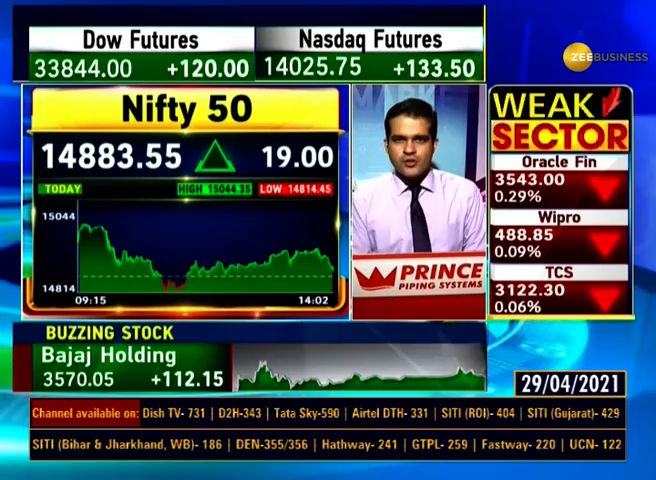 Dow Futures
33844.00 +120.00
Nasdaq Futures
14025.75 +133.50
ZEEBUSINESS
Nifty 50
14883.55 19.00
TODAY HIGH 15044.35 LOW 14814.45
15044
14814
09:15 14:02
PRINCE
PIPING SYSTEMS
WEAK
SECTOR
Oracle Fin
3543.00
0.29%
Wipro
488.85
0.09%
TCS
3122.30
0.06%
BUZZING STOCK
Bajaj Holding
3570.05 +112.15
29/04/2021
Channel available on: Dish TV- 731 | D2H-343 | Tata Sky-590 | Airtel DTH- 331 | SITI (ROI)- 404 | SITI (Gujarat)- 429
SITI (Bihar & Jharkhand, WB)- 186 | DEN-355/356 | Hathway- 241 | GTPL- 259 | Fastway- 220 | UCN- 122